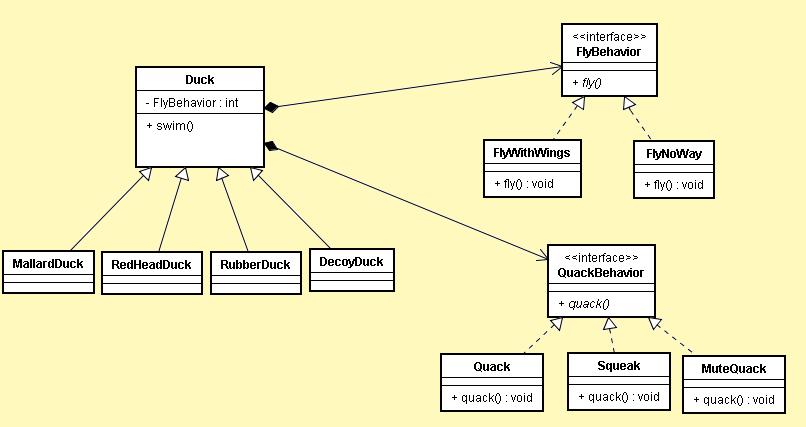 Duck
- FlyBehavior : int
+ swim()
MallardDuck
RedHeadDuck
RubberDuck
DecoyDuck
<<interface>>
FlyBehavior
+ fly()
FlyWithWings
+ fly() : void
FlyNoWay
+ fly() : void
<<interface>>
QuackBehavior
+ quack()
Quack
+ quack() : void
Squeak
+ quack() : void
MuteQuack
+ quack() : void